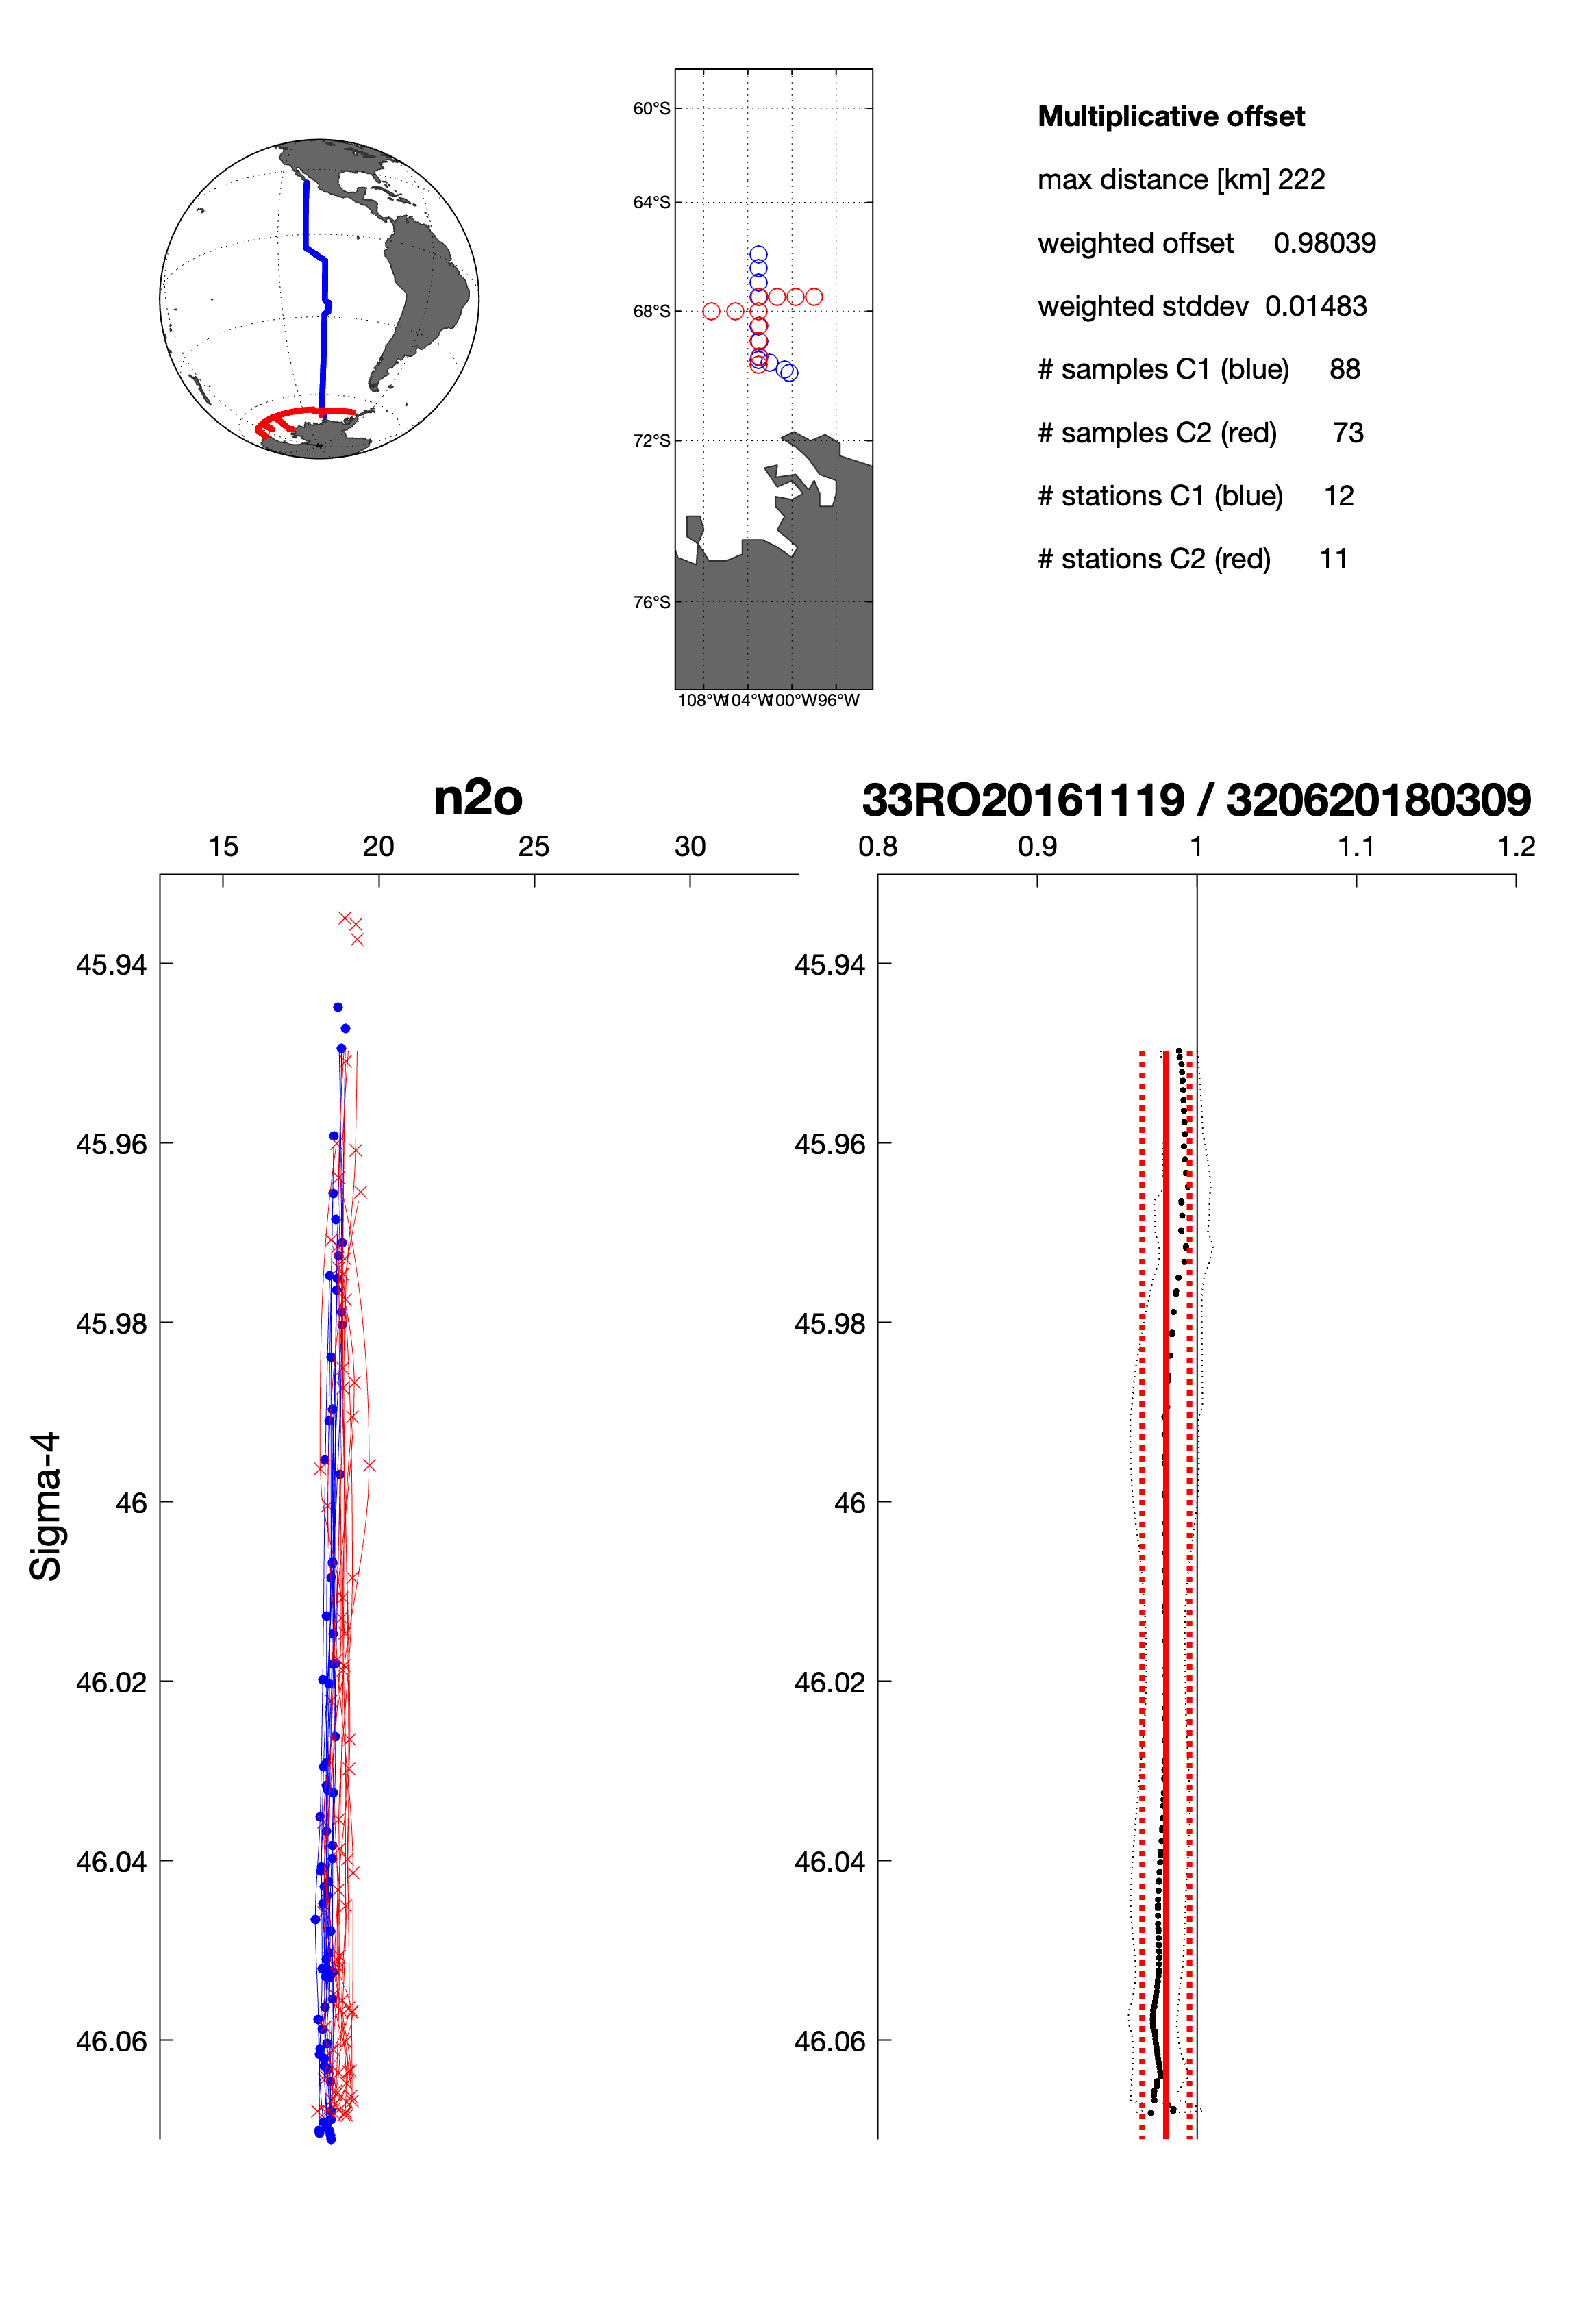 60°S
64°S
68°S
72°S
76°S
108°W 104°W 100°W 96°W
Multiplicative offset
max distance [km] 222
weighted offset 0.98039
weighted stddev 0.01483
# samples C1 (blue) 88
# samples C2 (red) 73
# stations C1 (blue) 12
# stations C2 (red) 11
n2o
15 20 25 30
45.94
45.96
45.98
46
46.02
46.04
46.06
Sigma-4
33RO20161119 / 320620180309
0.8 0.9 1 1.1 1.2
45.94
45.96
45.98
46
46.02
46.04
46.06